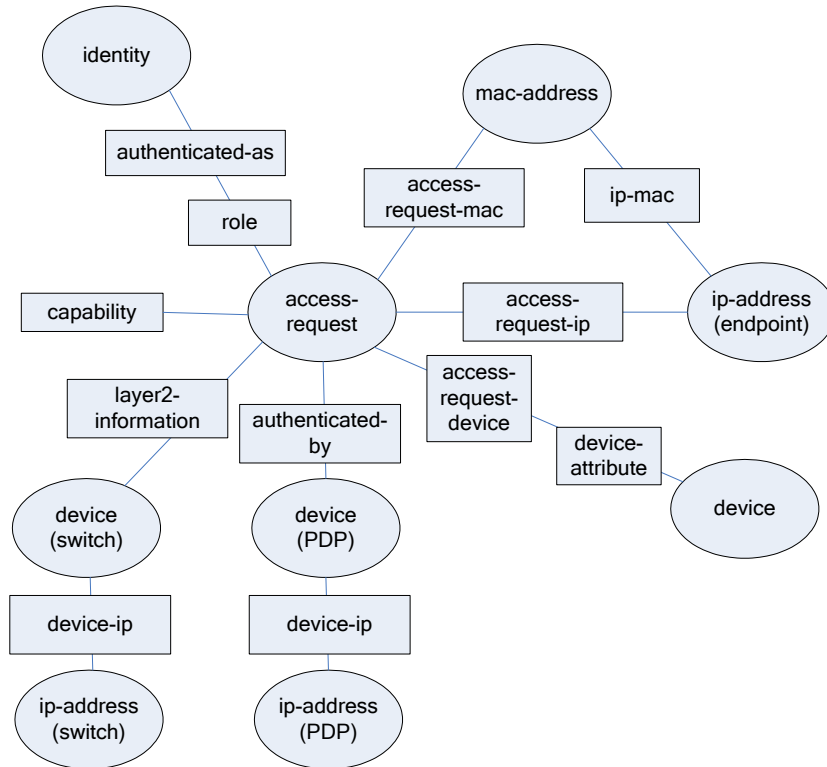 identity
mac-address
authenticated-as
access-
request-mac
ip-mac
role
capability
access-
request
access-
request-ip
ip-address
(endpoint)
layer2-
information
authenticated-
by
access-
request-
device
device-
attribute
device
device
(switch)
device
(PDP)
device-ip
device-ip
ip-address
(switch)
ip-address
(PDP)